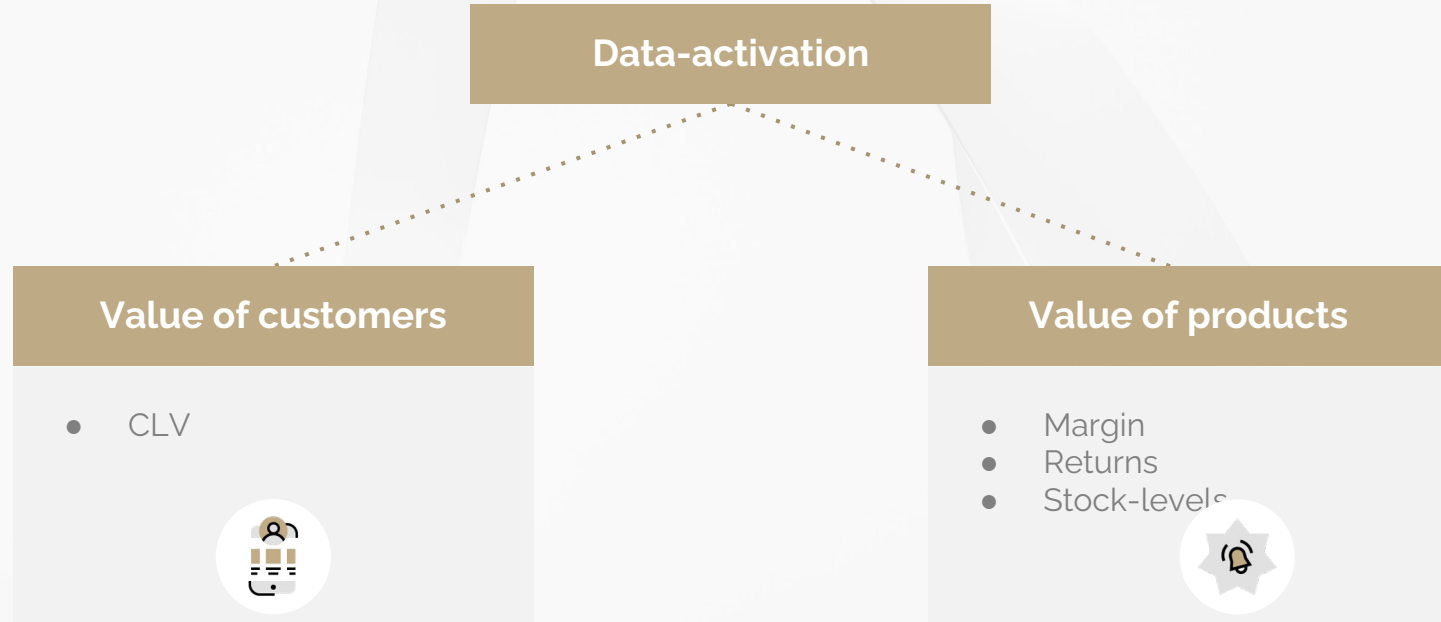 Data-activation
Value of customers
● CLV
Value of products
● Margin
● Returns
● Stock-levels